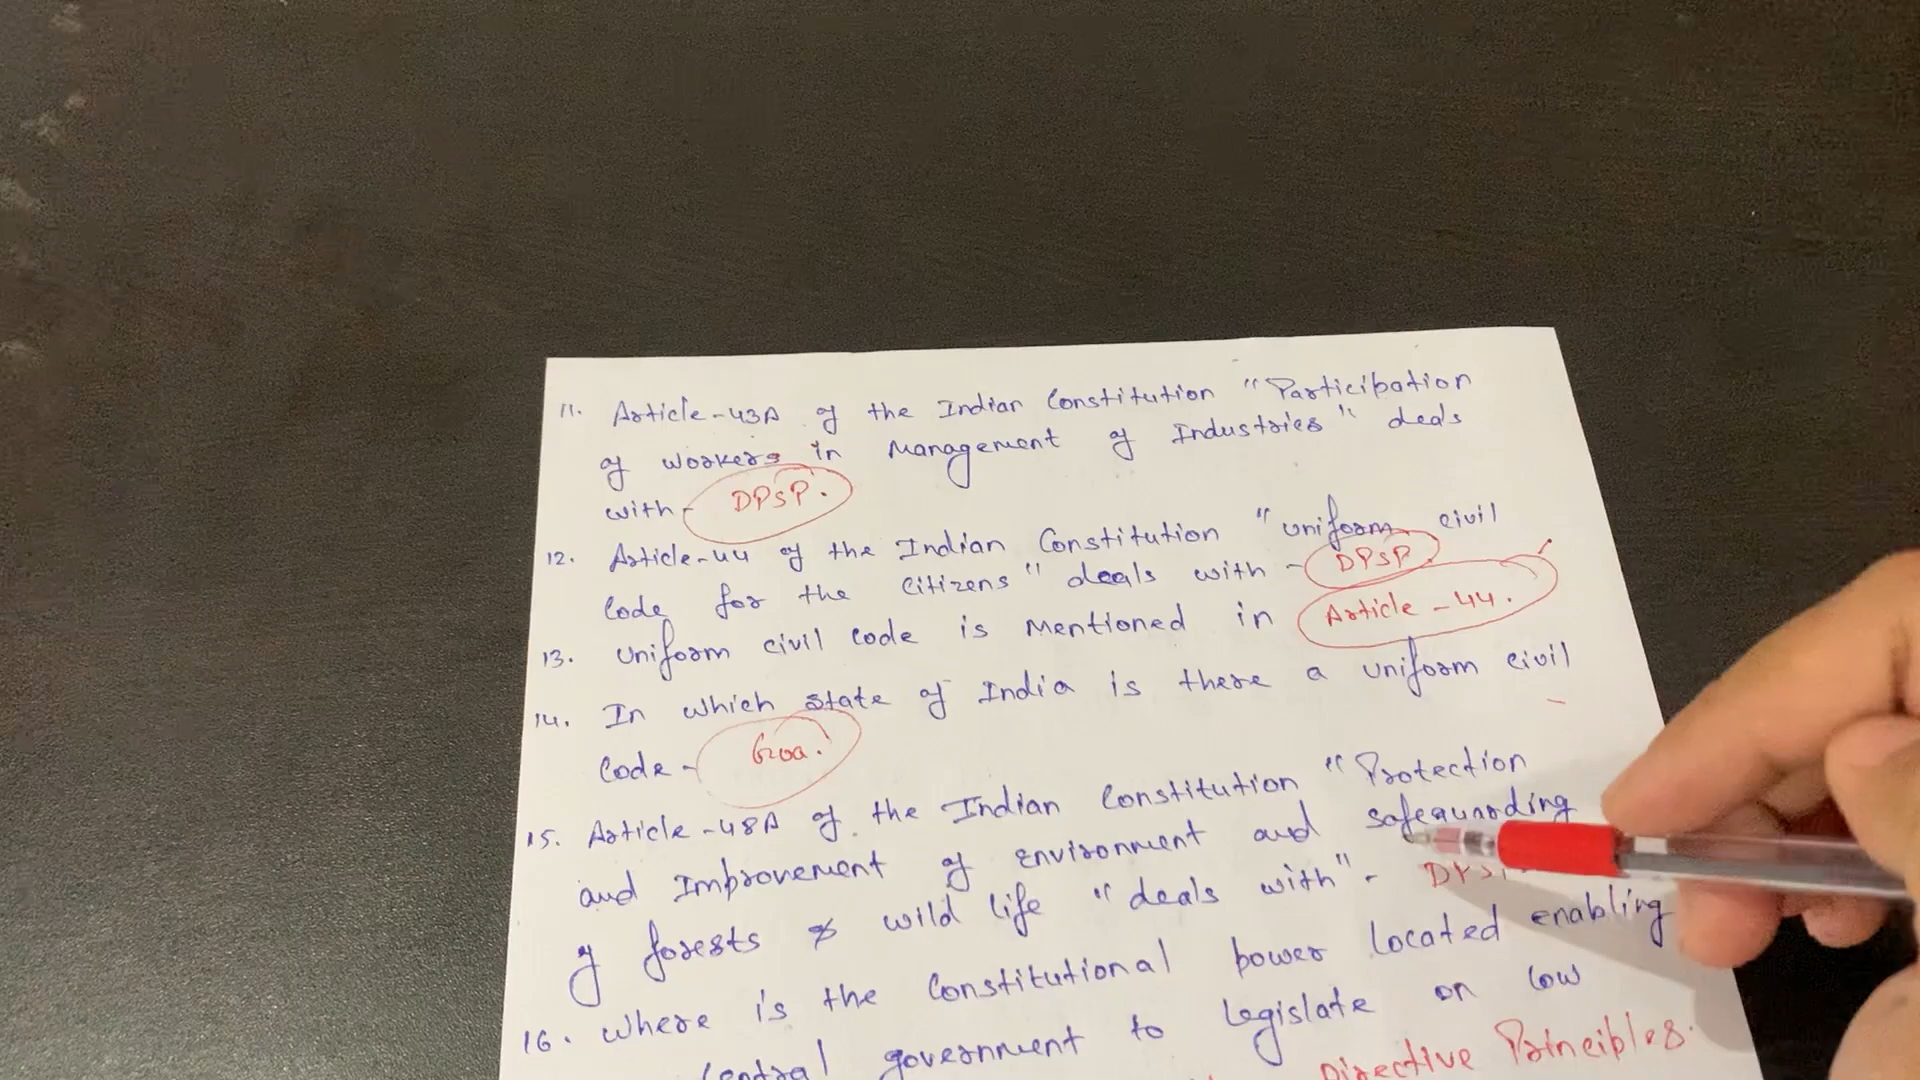 11. Article-43A of the Indian Constitution "Participation
of workers in Management of Industries" deals
with- DPSP.
12. Article-44 of the Indian Constitution "uniform civil
Code for the citizens" deals with - DPSP.
13. Uniform civil code is Mentioned in Article - 44.
14. In which state of India is there a uniform civil
Code - Goa.
15. Article-48A of the Indian Constitution "Protection
and Improvement of Environment and safeguarding
of forests & wild life "deals with"-
16. Where is the Constitutional power located enabling
Central government to Legislate on low
Directive Principles.